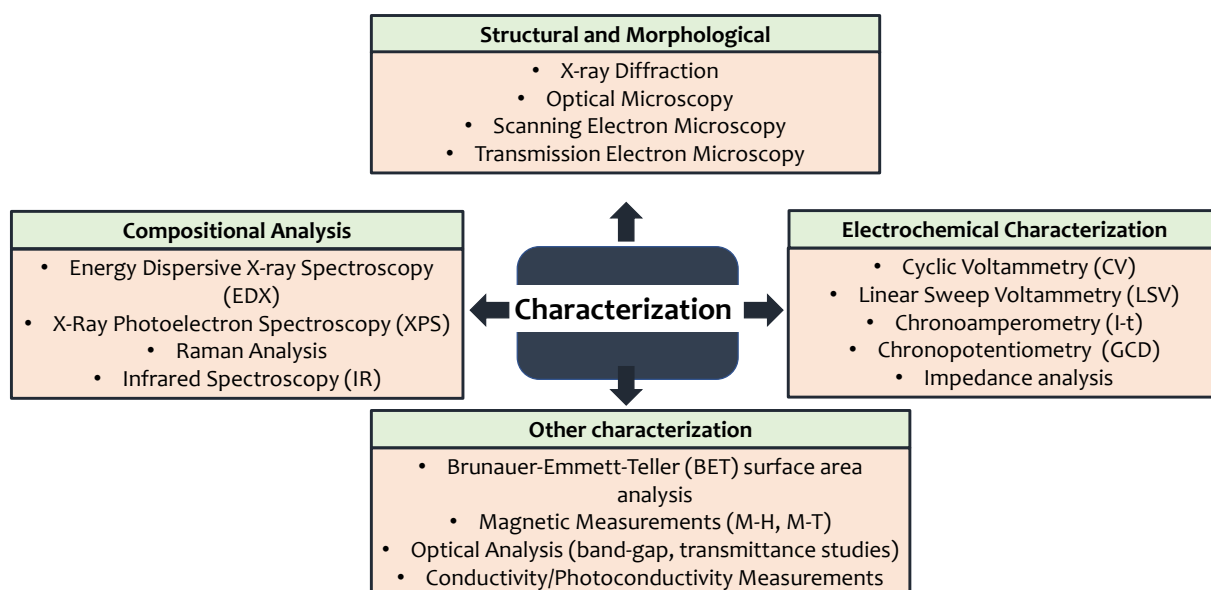 Structural and Morphological
• X-ray Diffraction
• Optical Microscopy
• Scanning Electron Microscopy
• Transmission Electron Microscopy
Compositional Analysis
• Energy Dispersive X-ray Spectroscopy
(EDX)
• X-Ray Photoelectron Spectroscopy (XPS)
• Raman Analysis
• Infrared Spectroscopy (IR)
Characterization
Electrochemical Characterization
• Cyclic Voltammetry (CV)
• Linear Sweep Voltammetry (LSV)
• Chronoamperometry (I-t)
• Chronopotentiometry (GCD)
• Impedance analysis
Other characterization
• Brunauer-Emmett-Teller (BET) surface area
analysis
• Magnetic Measurements (M-H, M-T)
• Optical Analysis (band-gap, transmittance studies)
• Conductivity/Photoconductivity Measurements